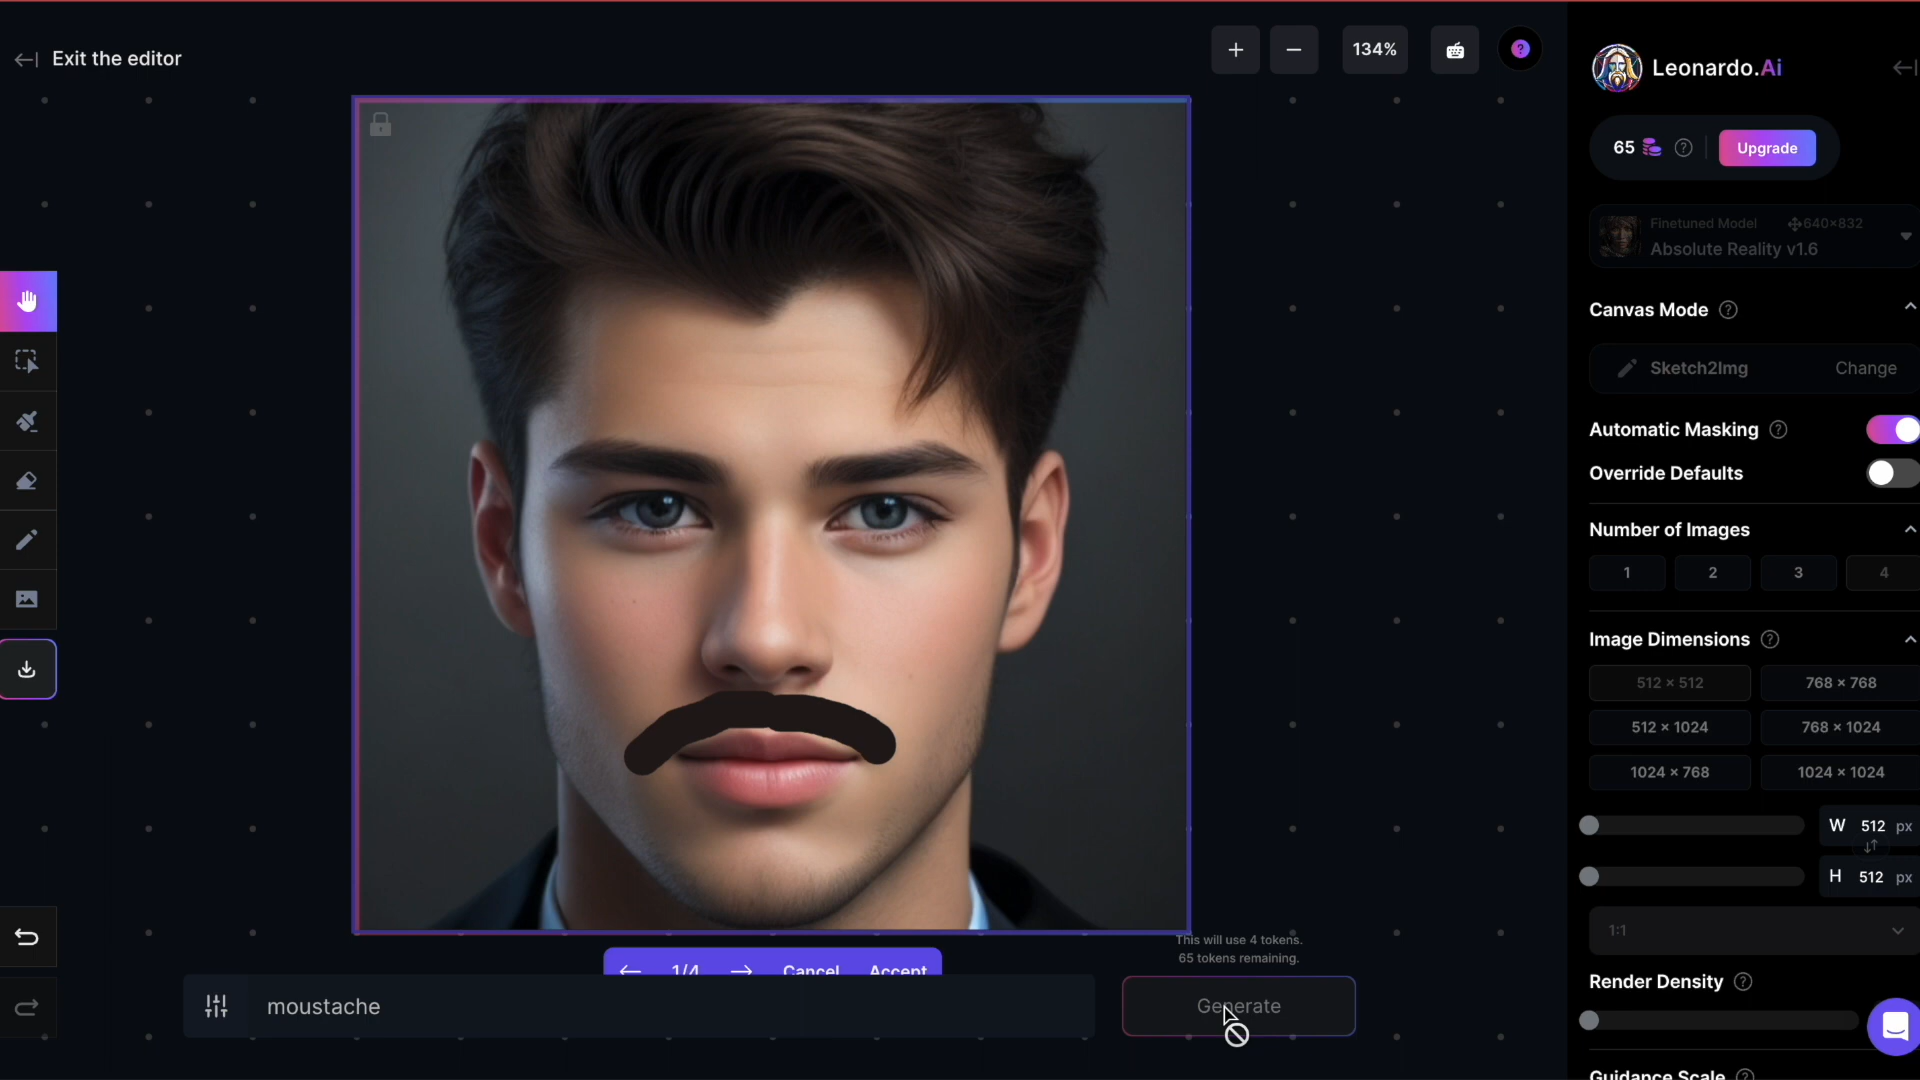 Exit the editor
134%
Leonardo.Ai
65
Upgrade
Finetuned Model
640×832
Absolute Reality v1.6
Canvas Mode
Sketch2Img
Change
Automatic Masking
Override Defaults
Number of Images
1
2
3
4
Image Dimensions
512 × 512
768 × 768
512 × 1024
768 × 1024
1024 × 768
1024 × 1024
W 512 px
H 512 px
1:1
Render Density
Guidance Scale
This will use 4 tokens.
65 tokens remaining.
1/4
Cancel
Accept
moustache
Generate